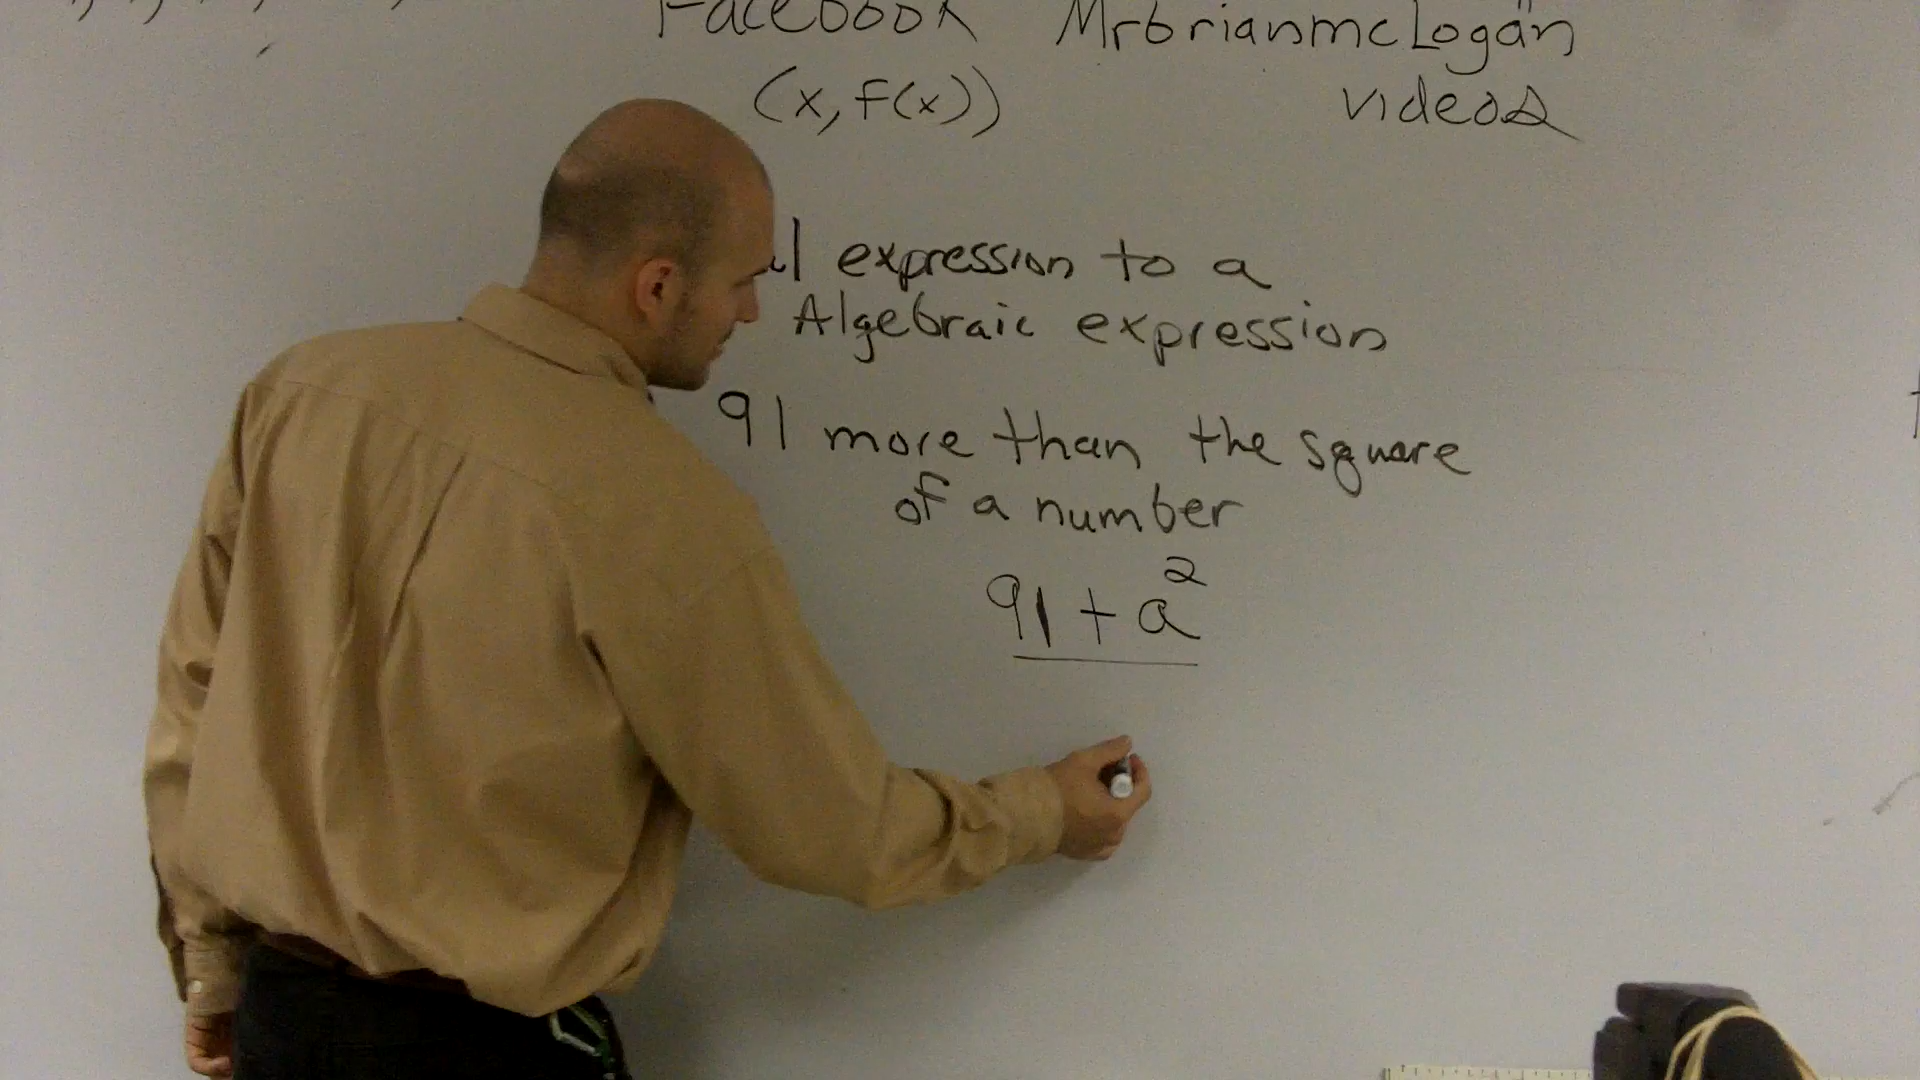 Facebook Mrbrianmclogan
(x, f(x)) videos
expression to a
Algebraic expression
91 more than the square
of a number
91 + a²